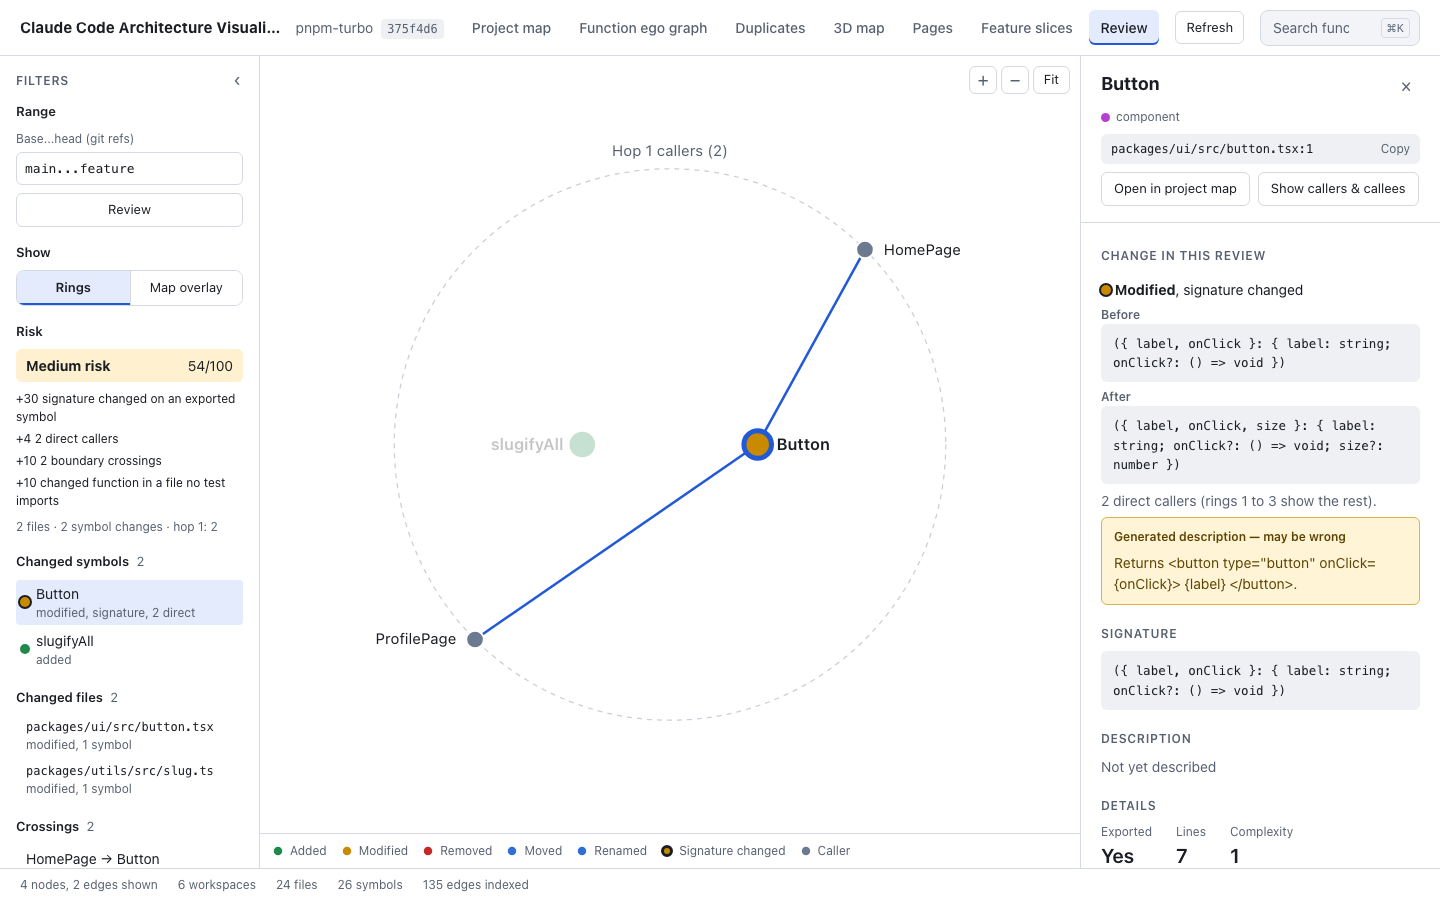 Claude Code Architecture Visuali...
pnpm-turbo 375f4d6
Project map
Function ego graph
Duplicates
3D map
Pages
Feature slices
Review
Refresh
Search func ⌘K
FILTERS
Range
Base...head (git refs)
main...feature
Review
Show
Rings
Map overlay
Risk
Medium risk 54/100
+30 signature changed on an exported
symbol
+4 2 direct callers
+10 2 boundary crossings
+10 changed function in a file no test
imports
2 files · 2 symbol changes · hop 1: 2
Changed symbols 2
Button
modified, signature, 2 direct
slugifyAll
added
Changed files 2
packages/ui/src/button.tsx
modified, 1 symbol
packages/utils/src/slug.ts
modified, 1 symbol
Crossings 2
HomePage → Button
+
−
Fit
Hop 1 callers (2)
HomePage
slugifyAll
Button
ProfilePage
Added
Modified
Removed
Moved
Renamed
Signature changed
Caller
Button
×
component
packages/ui/src/button.tsx:1 Copy
Open in project map
Show callers & callees
CHANGE IN THIS REVIEW
Modified, signature changed
Before
({ label, onClick }: { label: string;
onClick?: () => void })
After
({ label, onClick, size }: { label:
string; onClick?: () => void; size?:
number })
2 direct callers (rings 1 to 3 show the rest).
Generated description — may be wrong
Returns <button type="button" onClick=
{onClick}> {label} </button>.
SIGNATURE
({ label, onClick }: { label: string;
onClick?: () => void })
DESCRIPTION
Not yet described
DETAILS
Exported Lines Complexity
Yes 7 1
4 nodes, 2 edges shown
6 workspaces
24 files
26 symbols
135 edges indexed